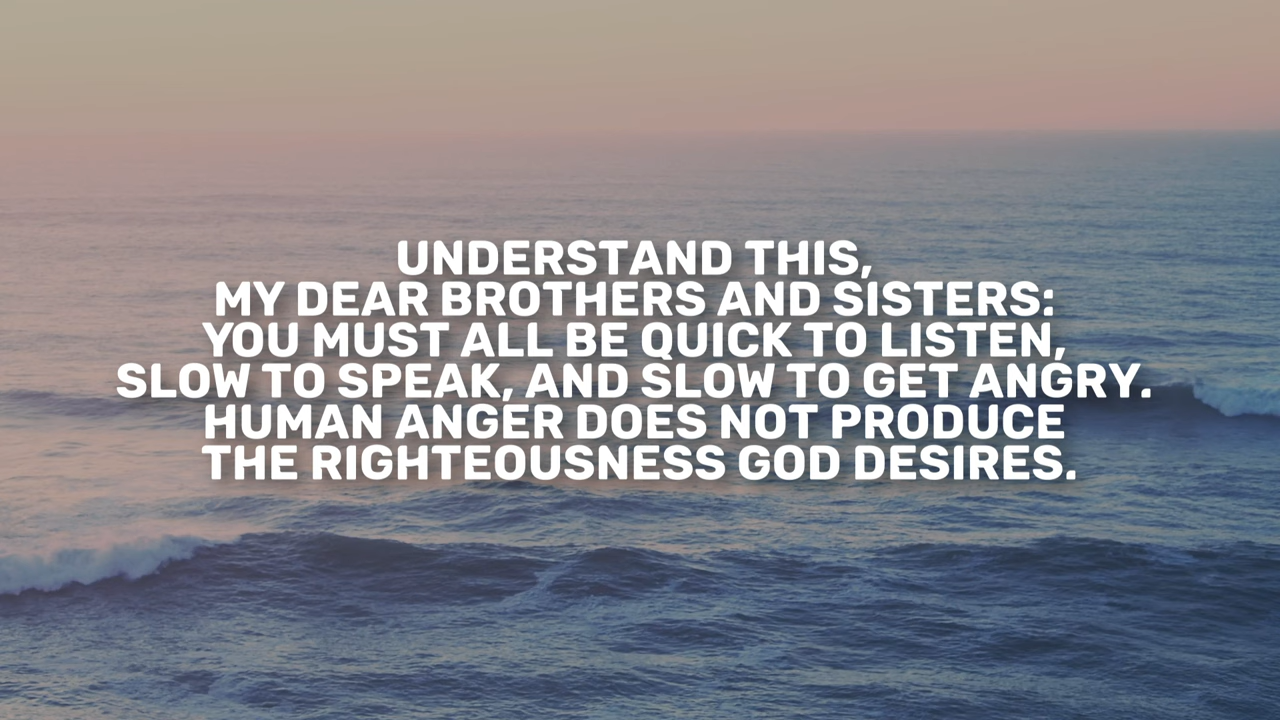 UNDERSTAND THIS,
MY DEAR BROTHERS AND SISTERS:
YOU MUST ALL BE QUICK TO LISTEN,
SLOW TO SPEAK, AND SLOW TO GET ANGRY.
HUMAN ANGER DOES NOT PRODUCE
THE RIGHTEOUSNESS GOD DESIRES.